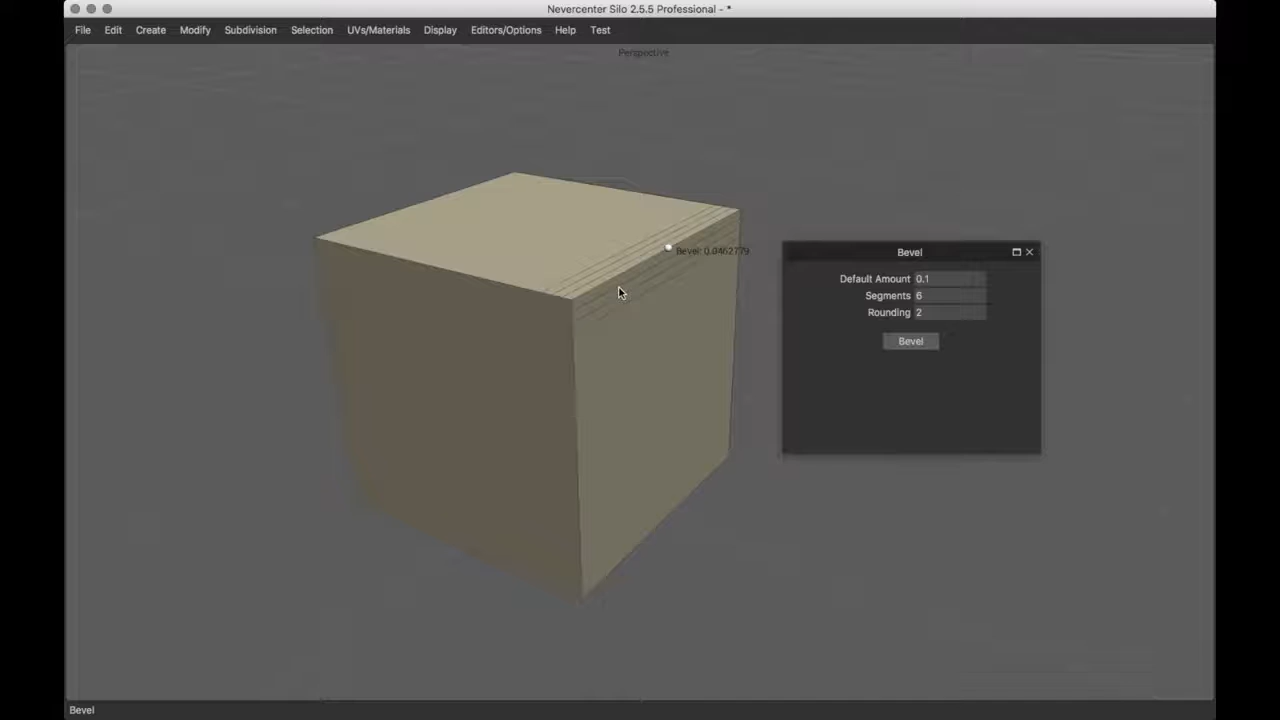 Nevercenter Silo 2.5.5 Professional - *
File Edit Create Modify Subdivision Selection UVs/Materials Display Editors/Options Help Test
Perspective
Bevel: 0.0462779
Bevel
Default Amount 0.1
Segments 6
Rounding 2
Bevel
Bevel